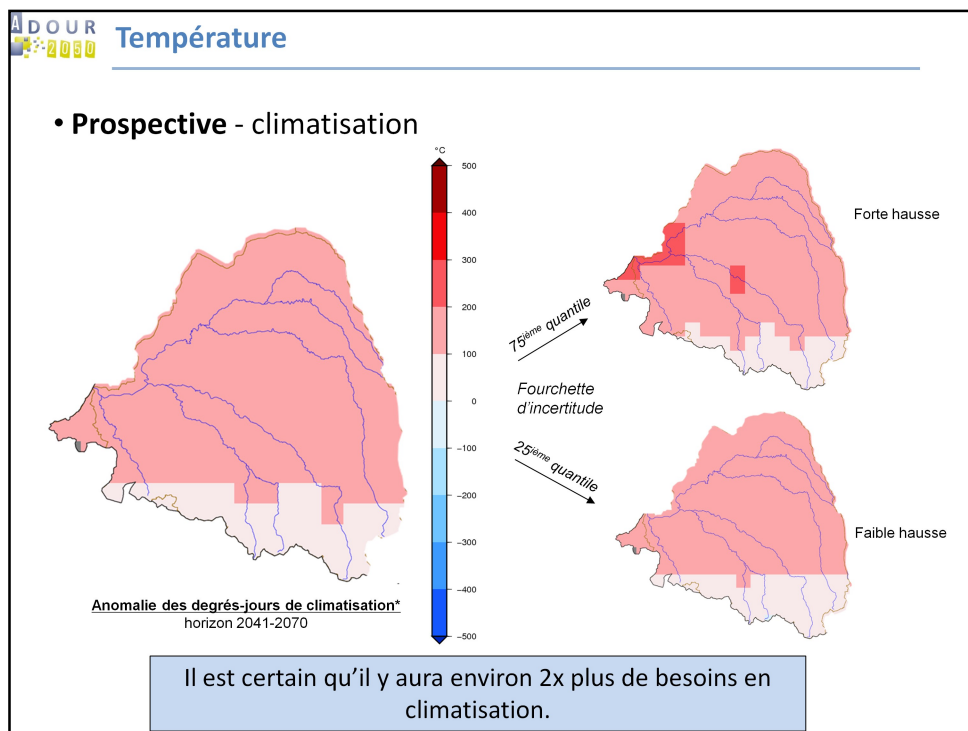 ADOUR
2050
Température
• Prospective - climatisation
°C
500
400
300
200
100
0
−100
−200
−300
−400
−500
Anomalie des degrés-jours de climatisation*
horizon 2041-2070
75ième quantile
Fourchette
d'incertitude
25ième quantile
Forte hausse
Faible hausse
Il est certain qu'il y aura environ 2x plus de besoins en
climatisation.